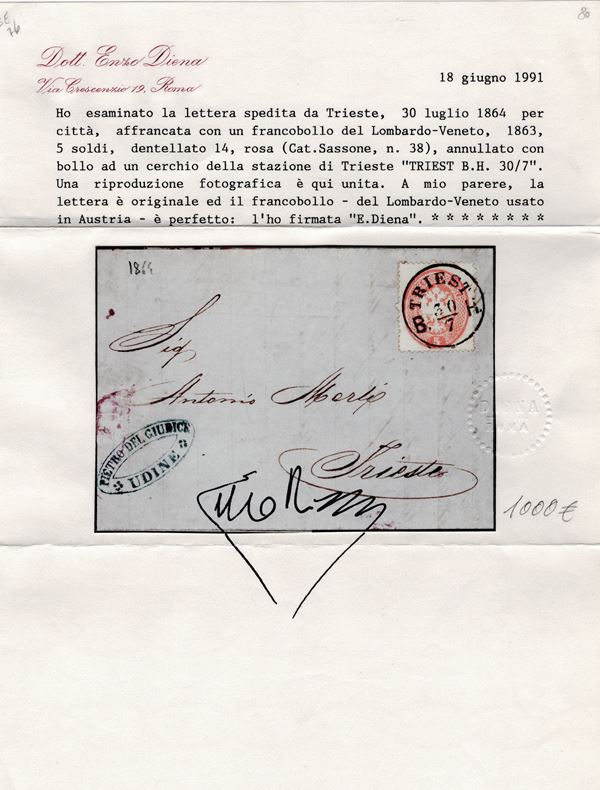 76
80
Dott. Enzo Diena
Via Crescenzio 19, Roma
18 giugno 1991
Ho esaminato la lettera spedita da Trieste, 30 luglio 1864 per
città, affrancata con un francobollo del Lombardo-Veneto, 1863,
5 soldi, dentellato 14, rosa (Cat.Sassone, n. 38), annullato con
bollo ad un cerchio della stazione di Trieste "TRIEST B.H. 30/7".
Una riproduzione fotografica è qui unita. A mio parere, la
lettera è originale ed il francobollo - del Lombardo-Veneto usato
in Austria - è perfetto: l'ho firmata "E.Diena". * * * * * * * *
1864
TRIEST
30
7
B. H.
Sig
Antonio Merli
Trieste
PIETRO DEL GIUDICE
UDINE
1000€